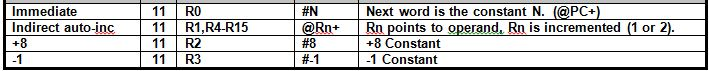 Immediate 11 R0 #N Next word is the constant N. (@PC+)
Indirect auto-inc 11 R1,R4-R15 @Rn+ Rn points to operand, Rn is incremented (1 or 2).
+8 11 R2 #8 +8 Constant
-1 11 R3 #-1 -1 Constant